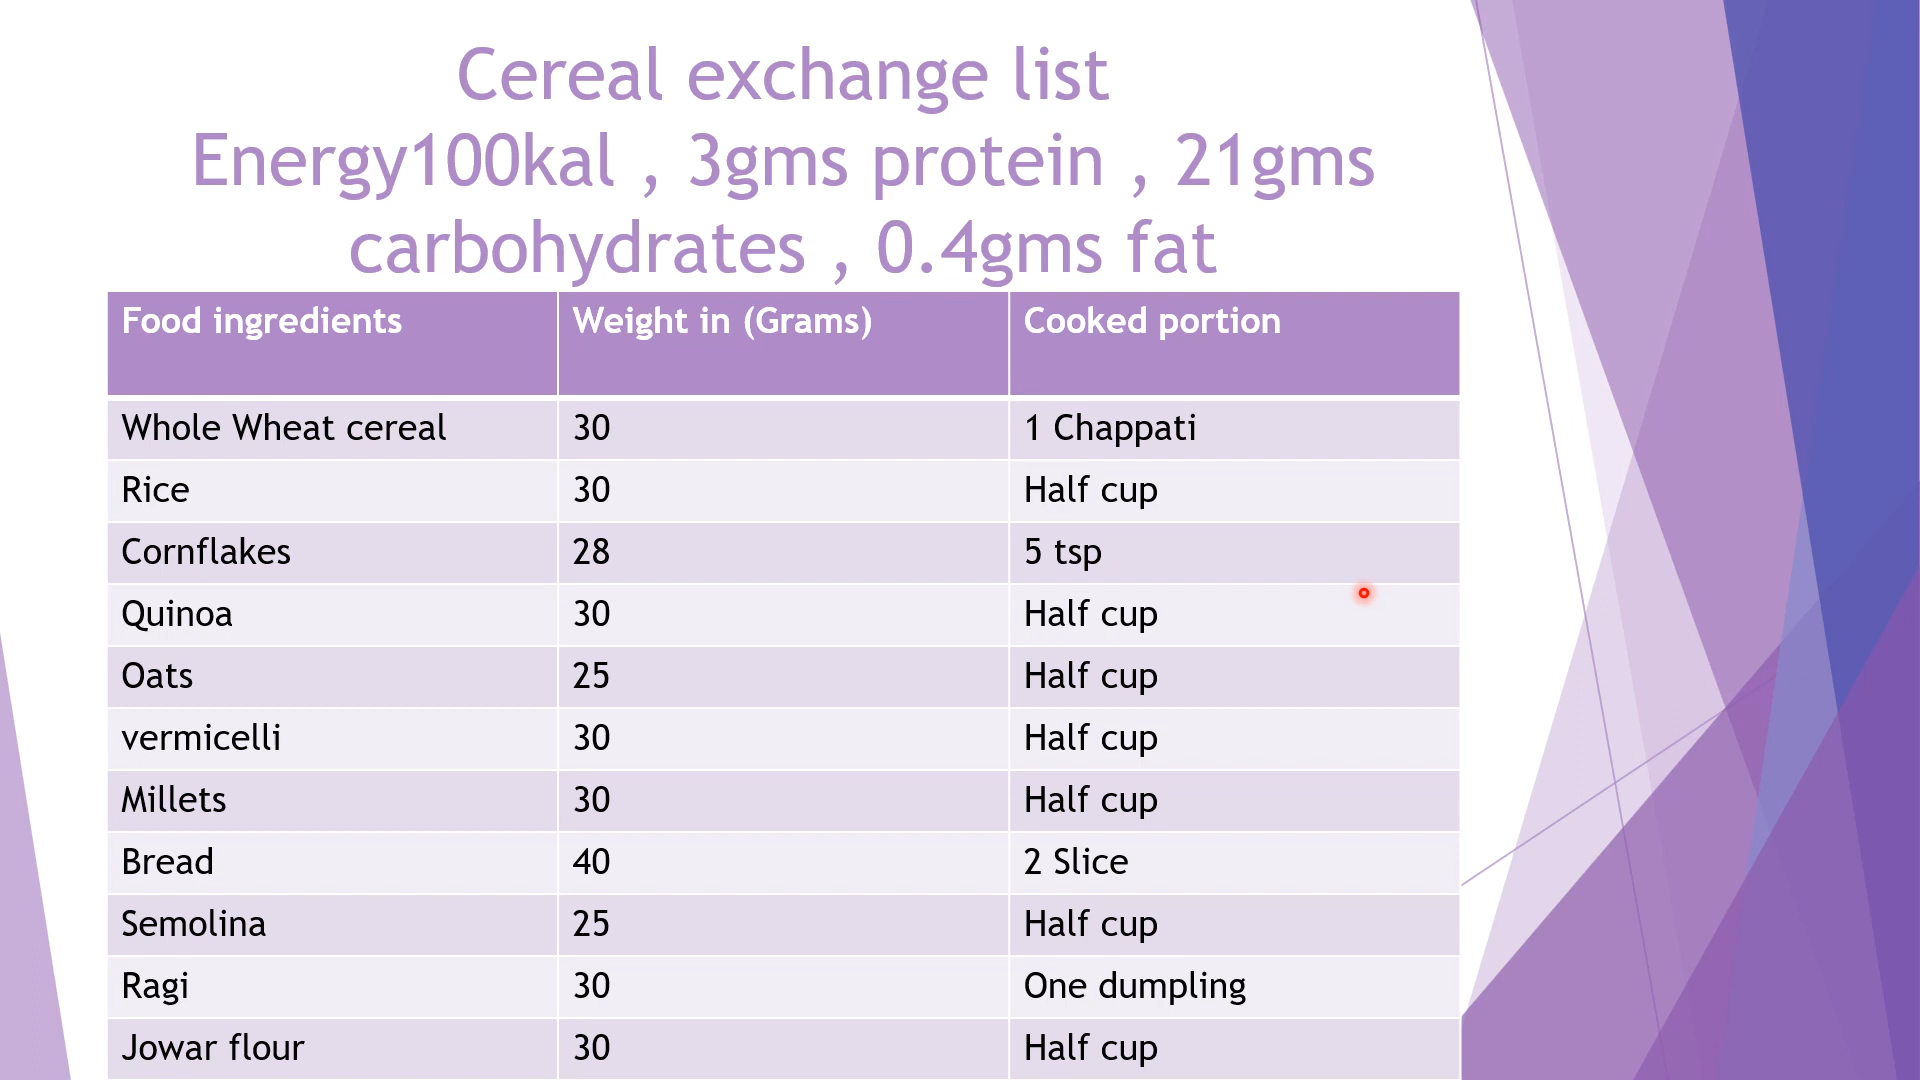 Cereal exchange list
Energy100kal , 3gms protein , 21gms
carbohydrates , 0.4gms fat
Food ingredients Weight in (Grams) Cooked portion
Whole Wheat cereal 30 1 Chappati
Rice 30 Half cup
Cornflakes 28 5 tsp
Quinoa 30 Half cup
Oats 25 Half cup
vermicelli 30 Half cup
Millets 30 Half cup
Bread 40 2 Slice
Semolina 25 Half cup
Ragi 30 One dumpling
Jowar flour 30 Half cup